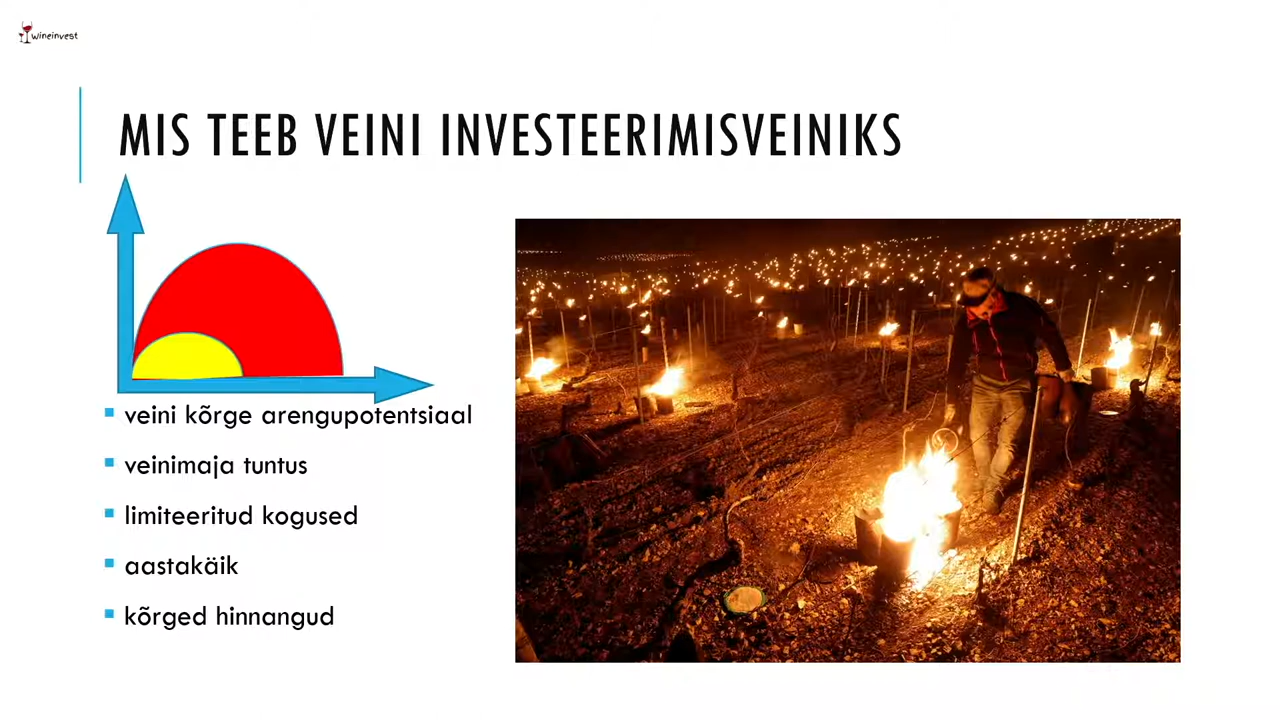 wineinvest
MIS TEEB VEINI INVESTEERIMISVEINIKS
veini kõrge arengupotentsiaal
veinimaja tuntus
limiteeritud kogused
aastakäik
kõrged hinnangud